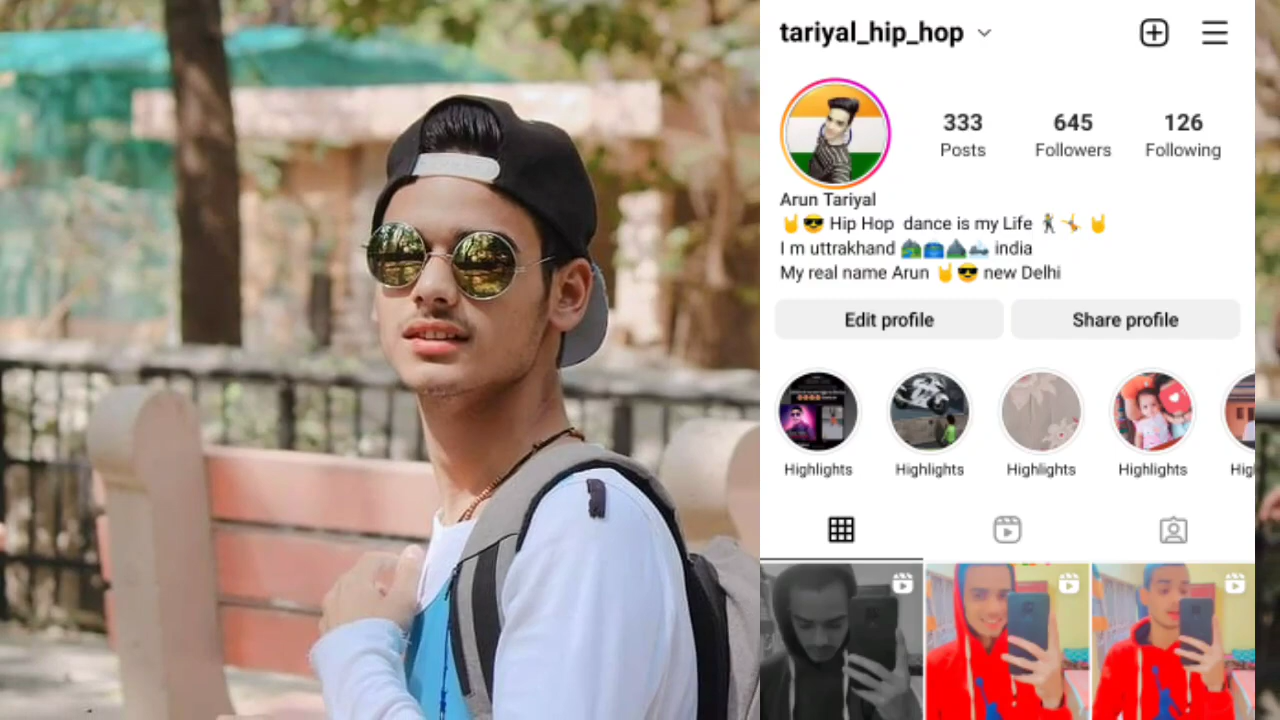 tariyal_hip_hop
333 645 126
Posts Followers Following
Arun Tariyal
🤘😎 Hip Hop dance is my Life 🕺🤸 🤘
I m uttrakhand 🏞️🗾⛰️🏔️ india
My real name Arun 🤘😎 new Delhi
Edit profile Share profile
Highlights Highlights Highlights Highlights